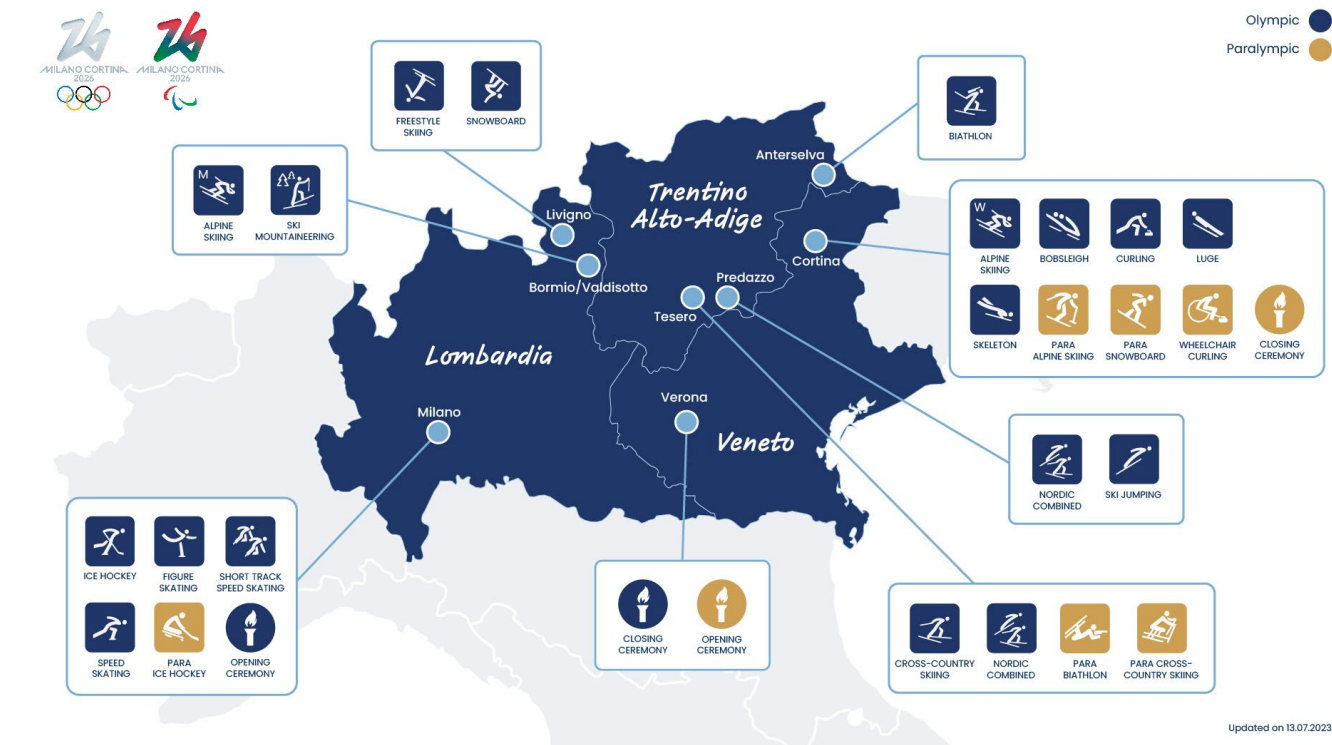 MILANO CORTINA
2026
MILANO CORTINA
2026
Olympic
Paralympic
FREESTYLE
SKIING
SNOWBOARD
BIATHLON
M
ALPINE
SKIING
SKI
MOUNTAINEERING
Anterselva
Trentino
Alto-Adige
Livigno
Cortina
Bormio/Valdisotto
Predazzo
Tesero
W
ALPINE
SKIING
BOBSLEIGH
CURLING
LUGE
SKELETON
PARA
ALPINE SKIING
PARA
SNOWBOARD
WHEELCHAIR
CURLING
CLOSING
CEREMONY
Lombardia
Milano
Verona
Veneto
NORDIC
COMBINED
SKI JUMPING
ICE HOCKEY
FIGURE
SKATING
SHORT TRACK
SPEED SKATING
SPEED
SKATING
PARA
ICE HOCKEY
OPENING
CEREMONY
CLOSING
CEREMONY
OPENING
CEREMONY
CROSS-COUNTRY
SKIING
NORDIC
COMBINED
PARA
BIATHLON
PARA CROSS-
COUNTRY SKIING
Updated on 13.07.2023